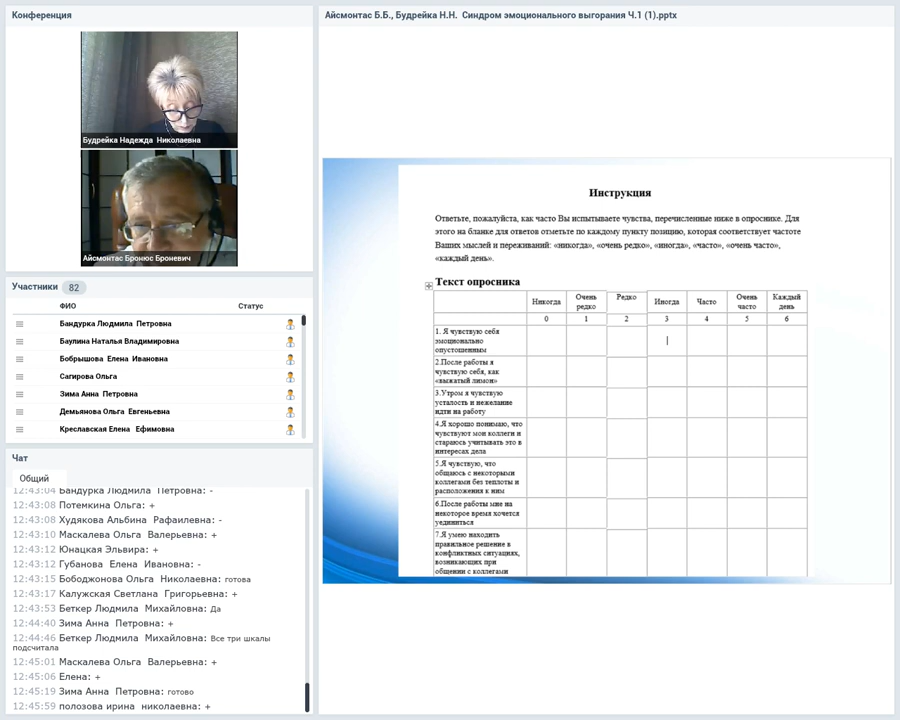 Конференция
Будрейка Надежда Николаевна
Айсмонтас Бронюс Броневич
Участники 82
ФИО Статус
Бандурка Людмила Петровна
Баулина Наталья Владимировна
Бобрышова Елена Ивановна
Сагирова Ольга
Зима Анна Петровна
Демьянова Ольга Евгеньевна
Креславская Елена Ефимовна
Чат
Общий
12:43:04 Бандурка Людмила Петровна: -
12:43:08 Потемкина Ольга: +
12:43:08 Худякова Альбина Рафаилевна: -
12:43:10 Маскалева Ольга Валерьевна: +
12:43:12 Юнацкая Эльвира: +
12:43:12 Губанова Елена Ивановна: -
12:43:15 Бободжонова Ольга Николаевна: готова
12:43:17 Калужская Светлана Григорьевна: +
12:43:53 Беткер Людмила Михайловна: Да
12:44:40 Зима Анна Петровна: +
12:44:46 Беткер Людмила Михайловна: Все три шкалы
подсчитала
12:45:01 Маскалева Ольга Валерьевна: +
12:45:06 Елена: +
12:45:19 Зима Анна Петровна: готово
12:45:59 полозова ирина николаевна: +
Айсмонтас Б.Б., Будрейка Н.Н. Синдром эмоционального выгорания Ч.1 (1).pptx
Инструкция
Ответьте, пожалуйста, как часто Вы испытываете чувства, перечисленные ниже в опроснике. Для
этого на бланке для ответов отметьте по каждому пункту позицию, которая соответствует частоте
Ваших мыслей и переживаний: «никогда», «очень редко», «иногда», «часто», «очень часто»,
«каждый день».
Текст опросника
Никогда Очень редко Редко Иногда Часто Очень часто Каждый день
0 1 2 3 4 5 6
1. Я чувствую себя
эмоционально
опустошенным
2.После работы я
чувствую себя, как
«выжатый лимон»
3.Утром я чувствую
усталость и нежелание
идти на работу
4.Я хорошо понимаю, что
чувствуют мои коллеги и
стараюсь учитывать это в
интересах дела
5.Я чувствую, что
общаюсь с некоторыми
коллегами без теплоты и
расположения к ним
6.После работы мне на
некоторое время хочется
уединиться
7.Я умею находить
правильное решение в
конфликтных ситуациях,
возникающих при
общении с коллегами